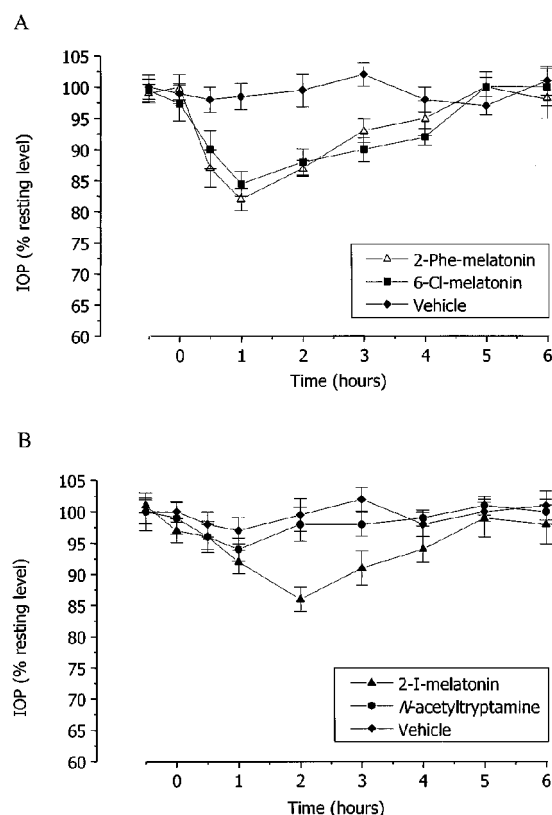 A
105
100
95
90
85
80
75
70
65
60
IOP (% resting level)
2-Phe-melatonin
6-Cl-melatonin
Vehicle
0 1 2 3 4 5 6
Time (hours)
B
105
100
95
90
85
80
75
70
65
60
IOP (% resting level)
2-I-melatonin
N-acetyltryptamine
Vehicle
0 1 2 3 4 5 6
Time (hours)